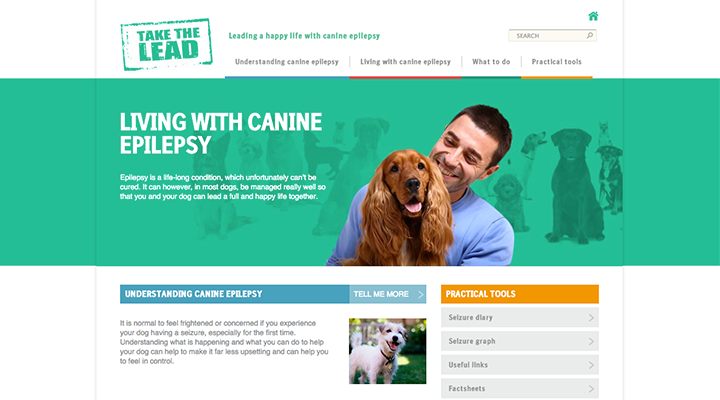 TAKE THE
LEAD
Leading a happy life with canine epilepsy
SEARCH
Understanding canine epilepsy
Living with canine epilepsy
What to do
Practical tools
LIVING WITH CANINE
EPILEPSY
Epilepsy is a life-long condition, which unfortunately can't be
cured. It can however, in most dogs, be managed really well so
that you and your dog can lead a full and happy life together.
UNDERSTANDING CANINE EPILEPSY
TELL ME MORE
It is normal to feel frightened or concerned if you experience
your dog having a seizure, especially for the first time.
Understanding what is happening and what you can do to help
your dog can help to make it far less upsetting and can help you
to feel in control.
PRACTICAL TOOLS
Seizure diary
Seizure graph
Useful links
Factsheets